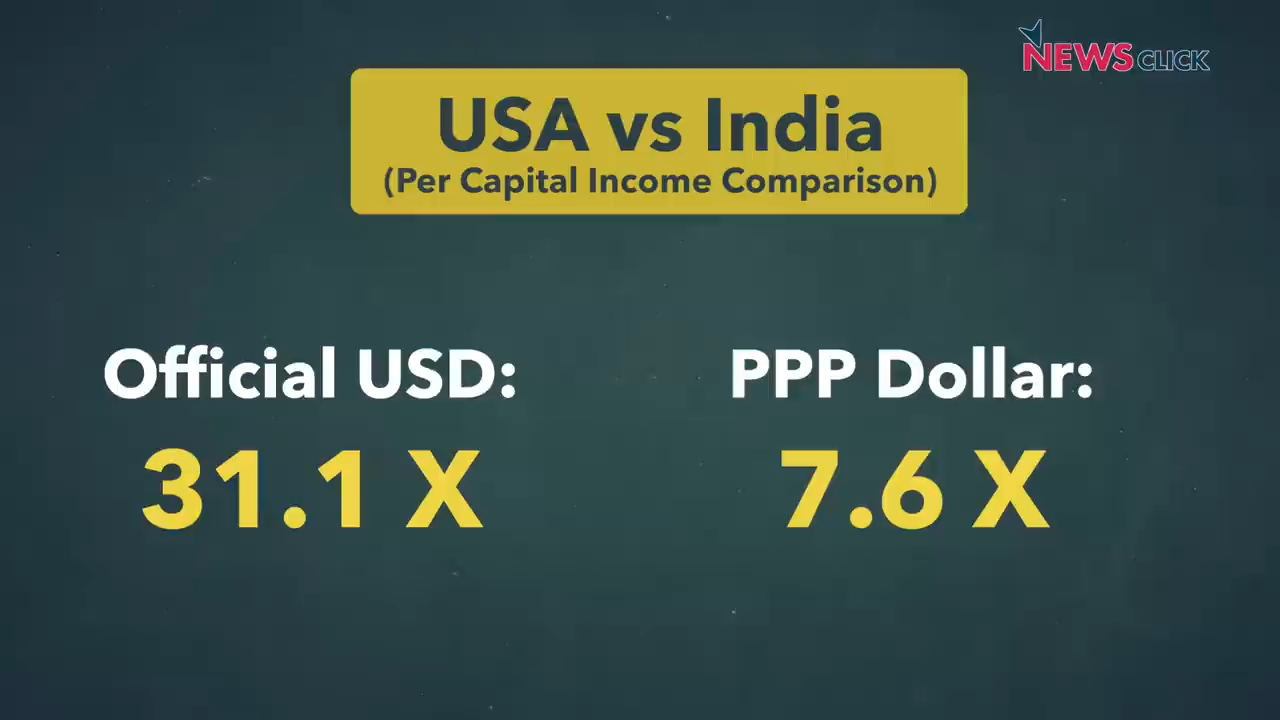 NEWSCLICK
USA vs India
(Per Capital Income Comparison)
Official USD:
31.1 X
PPP Dollar:
7.6 X